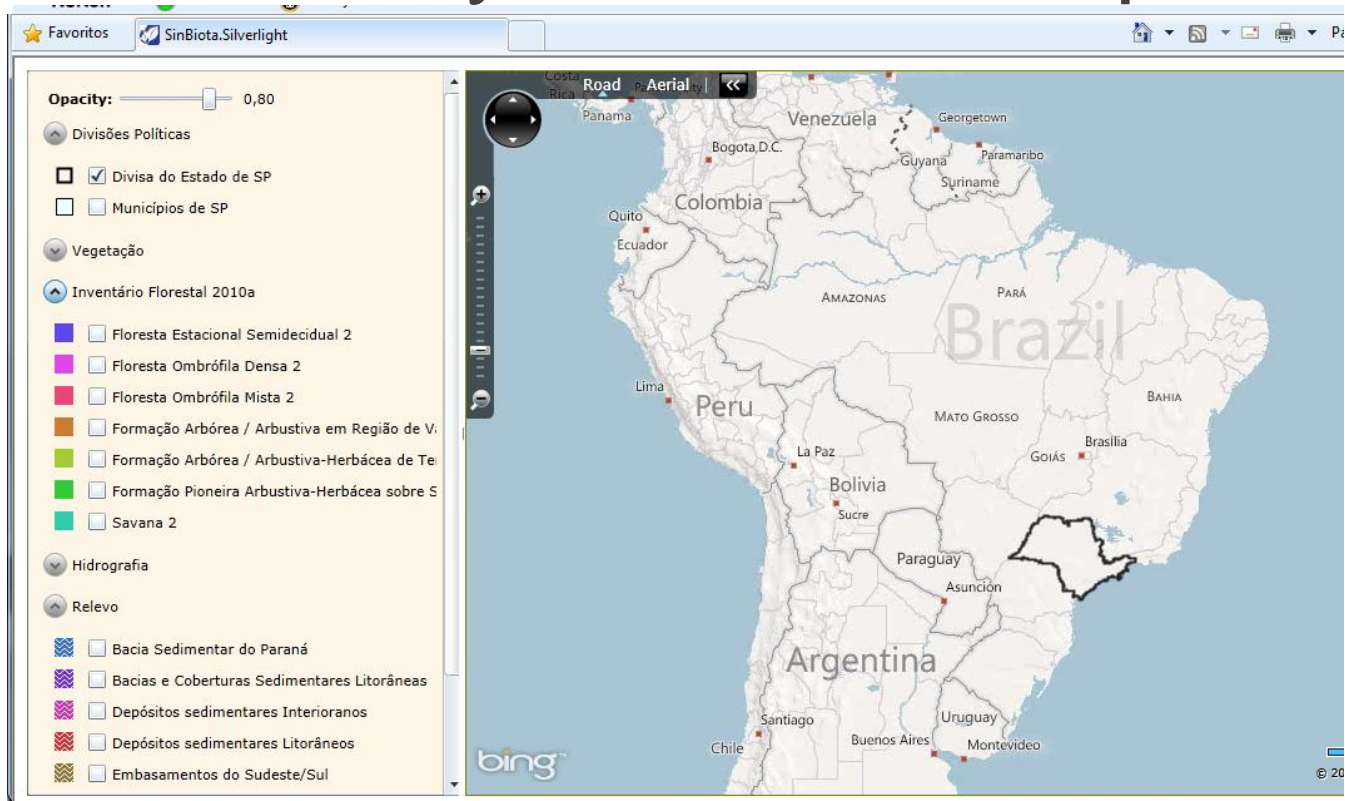 Favoritos
SinBiota.Silverlight
Opacity: 0,80
Divisões Políticas
Divisa do Estado de SP
Municípios de SP
Vegetação
Inventário Florestal 2010a
Floresta Estacional Semidecidual 2
Floresta Ombrófila Densa 2
Floresta Ombrófila Mista 2
Formação Arbórea / Arbustiva em Região de
Formação Arbórea / Arbustiva-Herbácea de
Formação Pioneira Arbustiva-Herbácea sobre
Savana 2
Hidrografia
Relevo
Bacia Sedimentar do Paraná
Bacias e Coberturas Sedimentares Litorâneas
Depósitos sedimentares Interioranos
Depósitos sedimentares Litorâneos
Embasamentos do Sudeste/Sul
Road Aerial | <<
Costa Rica
Panama
Venezuela
Georgetown
Bogota, D.C.
Guyana
Paramaribo
Suriname
Colombia
Quito
Ecuador
AMAZONAS
PARÁ
Brazil
Lima
Peru
BAHIA
MATO GROSSO
Brasília
GOIÁS
La Paz
Bolivia
Sucre
Paraguay
Asunción
Argentina
Santiago
Uruguay
Chile
Buenos Aires
Montevideo
bing
© 20